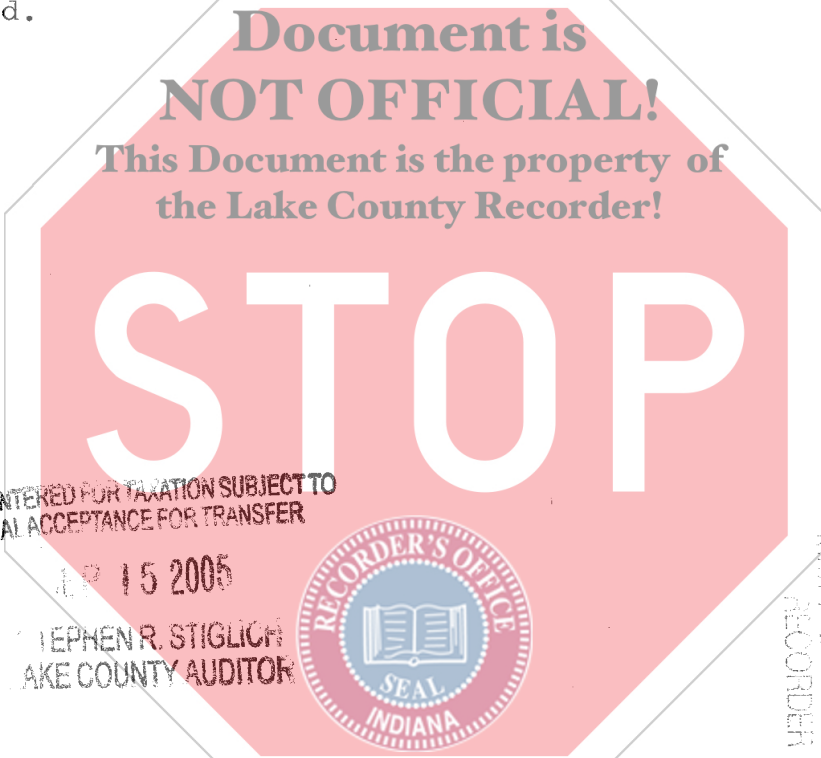 d.
Document is
NOT OFFICIAL!
This Document is the property of
the Lake County Recorder!
STOP
NTERED FOR TAXATION SUBJECT TO
AL ACCEPTANCE FOR TRANSFER
15 2005
TEPHEN R. STIGLICH
AKE COUNTY AUDITOR
RECORDER'S OFFICE
SEAL
INDIANA
RECORDER